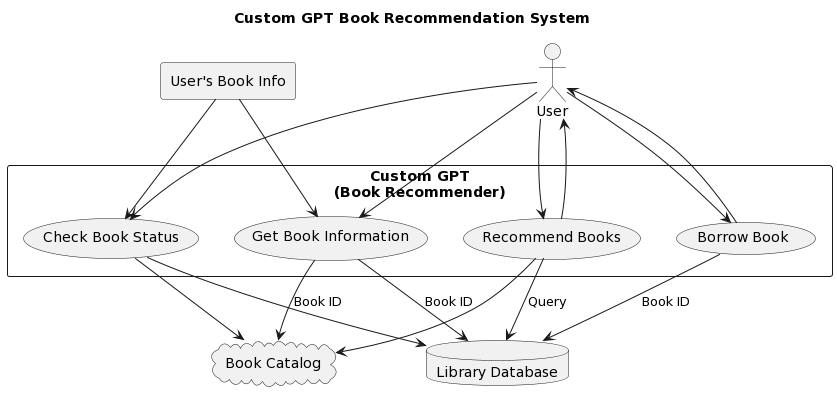 Custom GPT Book Recommendation System
User's Book Info
User
Custom GPT
(Book Recommender)
Check Book Status
Get Book Information
Recommend Books
Borrow Book
Book ID
Book ID
Query
Book ID
Book Catalog
Library Database